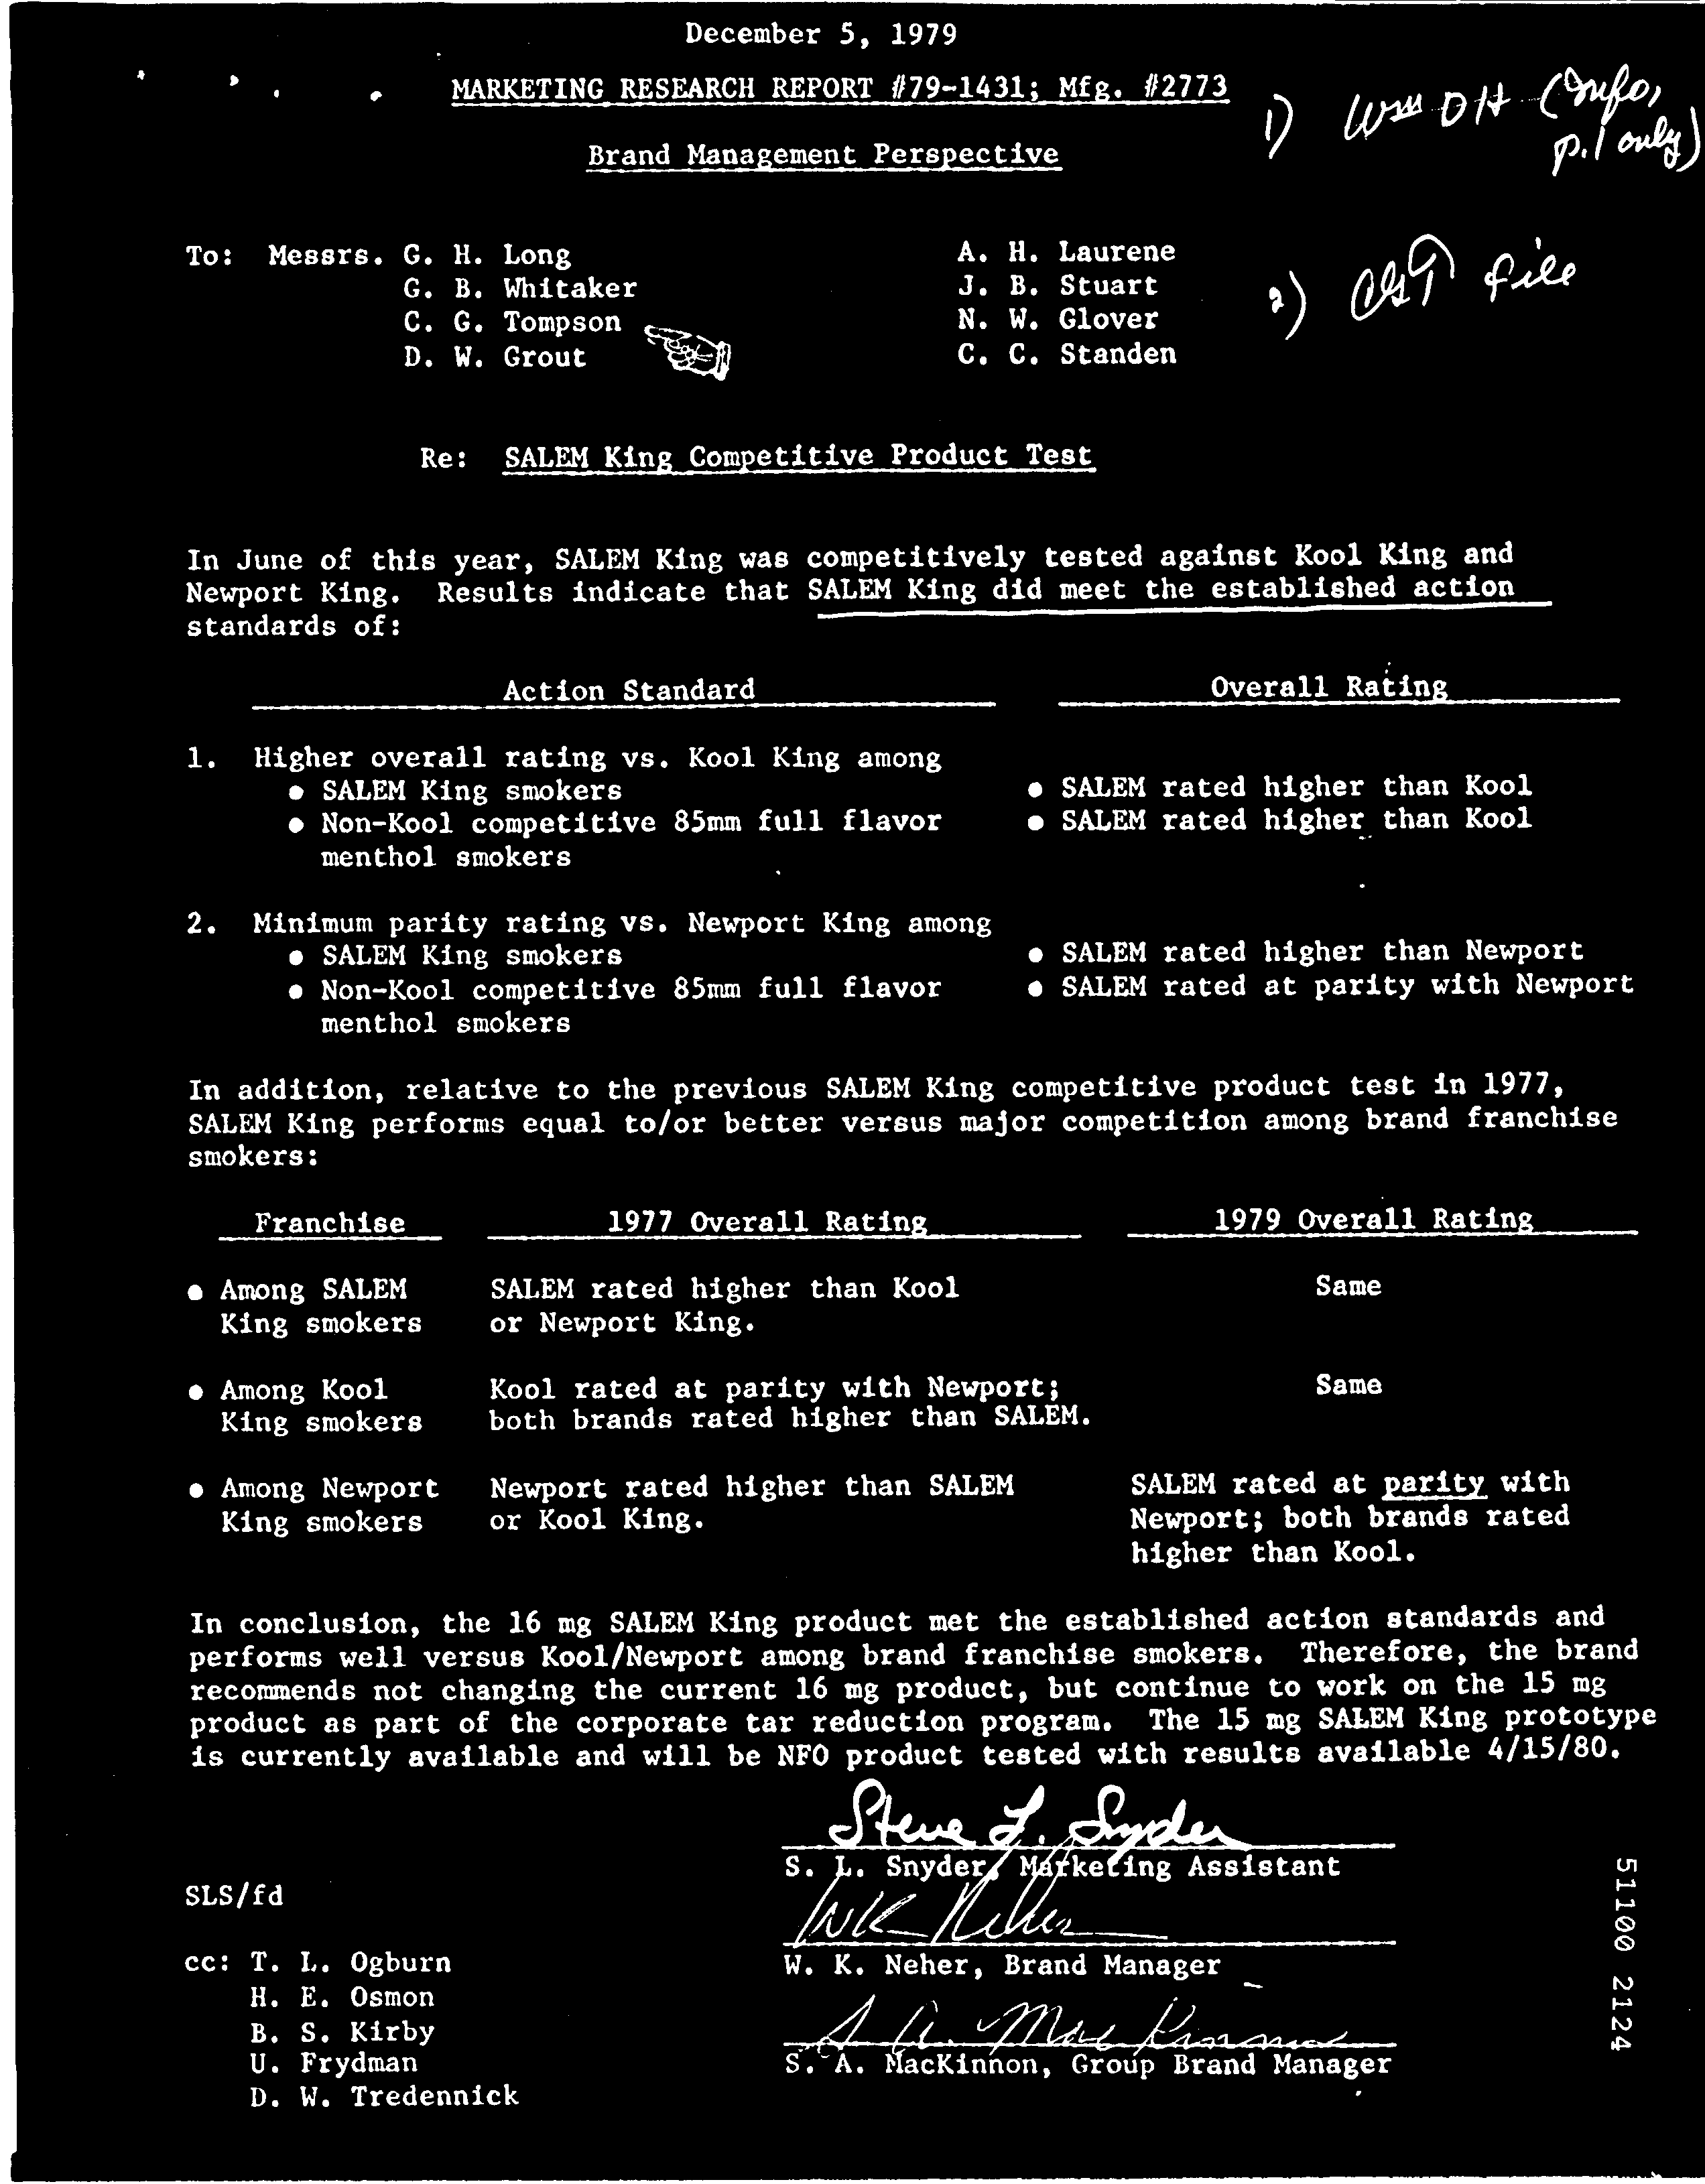 December 5, 1979
MARKETING RESEARCH REPORT #79-1431; Mfg. #2773
Brand Management Perspective
1) Wm DH (Info, p.1 only)
To: Messrs. G. H. Long A. H. Laurene
G. B. Whitaker J. B. Stuart
C. G. Tompson N. W. Glover
D. W. Grout C. C. Standen
2) CGT file
Re: SALEM King Competitive Product Test
In June of this year, SALEM King was competitively tested against Kool King and
Newport King. Results indicate that SALEM King did meet the established action
standards of:
Action Standard Overall Rating
1. Higher overall rating vs. Kool King among
● SALEM King smokers ● SALEM rated higher than Kool
● Non-Kool competitive 85mm full flavor ● SALEM rated higher than Kool
menthol smokers
2. Minimum parity rating vs. Newport King among
● SALEM King smokers ● SALEM rated higher than Newport
● Non-Kool competitive 85mm full flavor ● SALEM rated at parity with Newport
menthol smokers
In addition, relative to the previous SALEM King competitive product test in 1977,
SALEM King performs equal to/or better versus major competition among brand franchise
smokers:
Franchise 1977 Overall Rating 1979 Overall Rating
● Among SALEM SALEM rated higher than Kool Same
King smokers or Newport King.
● Among Kool Kool rated at parity with Newport; Same
King smokers both brands rated higher than SALEM.
● Among Newport Newport rated higher than SALEM SALEM rated at parity with
King smokers or Kool King. Newport; both brands rated
higher than Kool.
In conclusion, the 16 mg SALEM King product met the established action standards and
performs well versus Kool/Newport among brand franchise smokers. Therefore, the brand
recommends not changing the current 16 mg product, but continue to work on the 15 mg
product as part of the corporate tar reduction program. The 15 mg SALEM King prototype
is currently available and will be NFO product tested with results available 4/15/80.
Steve L. Snyder
S. L. Snyder, Marketing Assistant
SLS/fd
WK Neher
W. K. Neher, Brand Manager
cc: T. L. Ogburn
H. E. Osmon
B. S. Kirby
S. A. MacKinnon
U. Frydman
S. A. MacKinnon, Group Brand Manager
D. W. Tredennick
51100 2124